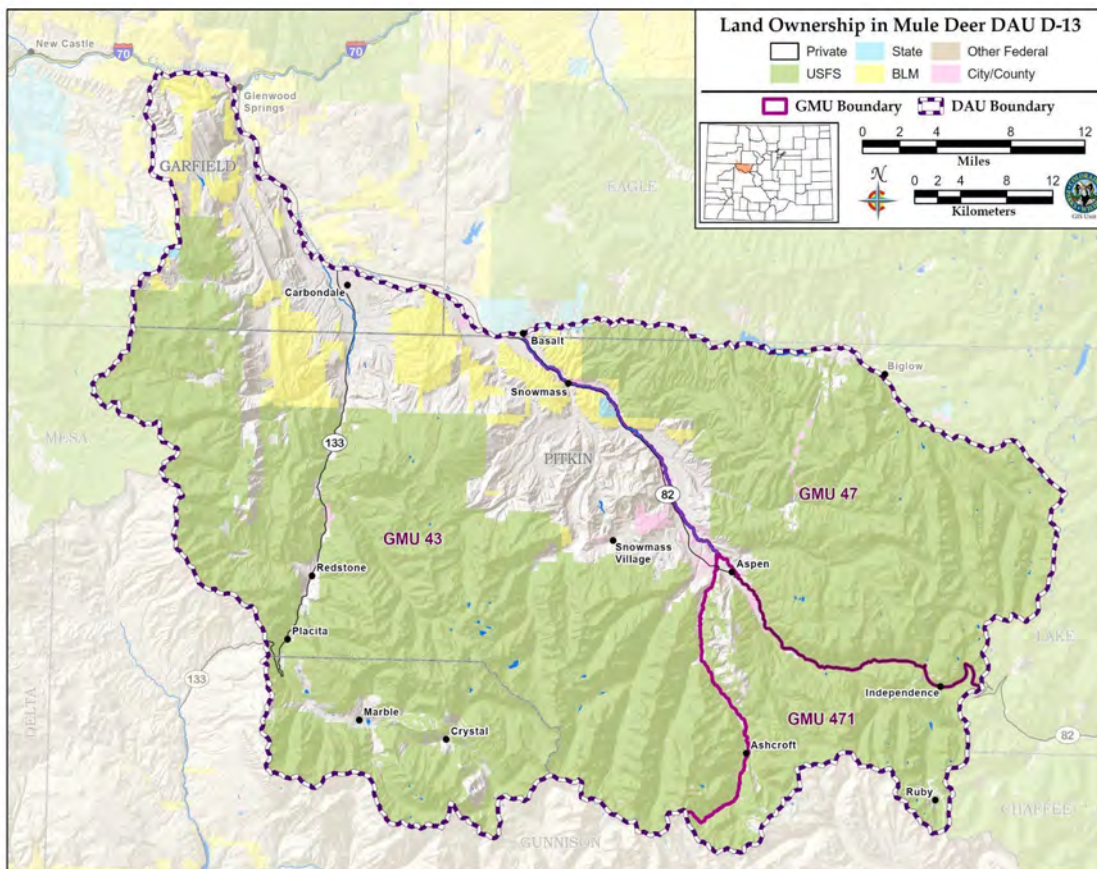 Land Ownership in Mule Deer DAU D-13
Private
State
Other Federal
USFS
BLM
City/County
GMU Boundary
DAU Boundary
0 2 4 8 12
Miles
N
0 2 4 8 12
Kilometers
GIS Unit
New Castle
70
70
Glenwood
Springs
GARFIELD
EAGLE
Carbondale
Basalt
Biglow
Snowmass
MESA
133
PITKIN
82
GMU 47
GMU 43
Snowmass
Village
Aspen
Redstone
Placita
LAKE
133
Independence
DELTA
Marble
GMU 471
Crystal
82
Ashcroft
Ruby
CHAFFEE
GUNNISON